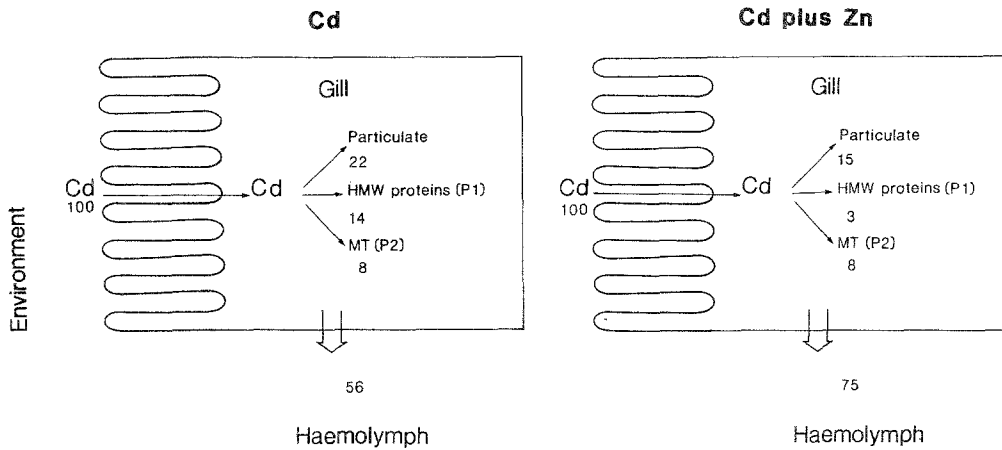 Cd
Gill
Particulate
22
Cd
100
Cd
HMW proteins (P1)
14
MT (P2)
8
56
Haemolymph
Environment
Cd plus Zn
Gill
Particulate
15
Cd
100
Cd
HMW proteins (P1)
3
MT (P2)
8
75
Haemolymph